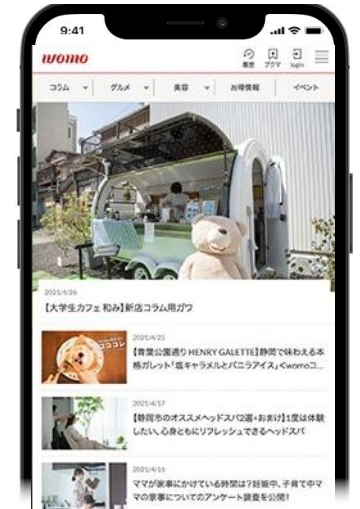 9:41
womo
履歴 ブクマ login
コラム グルメ 美容 お得情報 イベント
2021/4/26
【大学生カフェ 和み】新店コラム用ガワ
2021/4/25
【青葉公園通り HENRY GALETTE】静岡で味わえる本
格ガレット「塩キャラメルとバニラアイス」<womoコ...
2021/4/17
【静岡市のオススメヘッドスパ2選+おまけ】1度は体験
したい、心身ともにリフレッシュできるヘッドスパ
2021/4/16
ママが家事にかけている時間は?妊娠中、子育て中マ
マの家事についてのアンケート調査を公開!